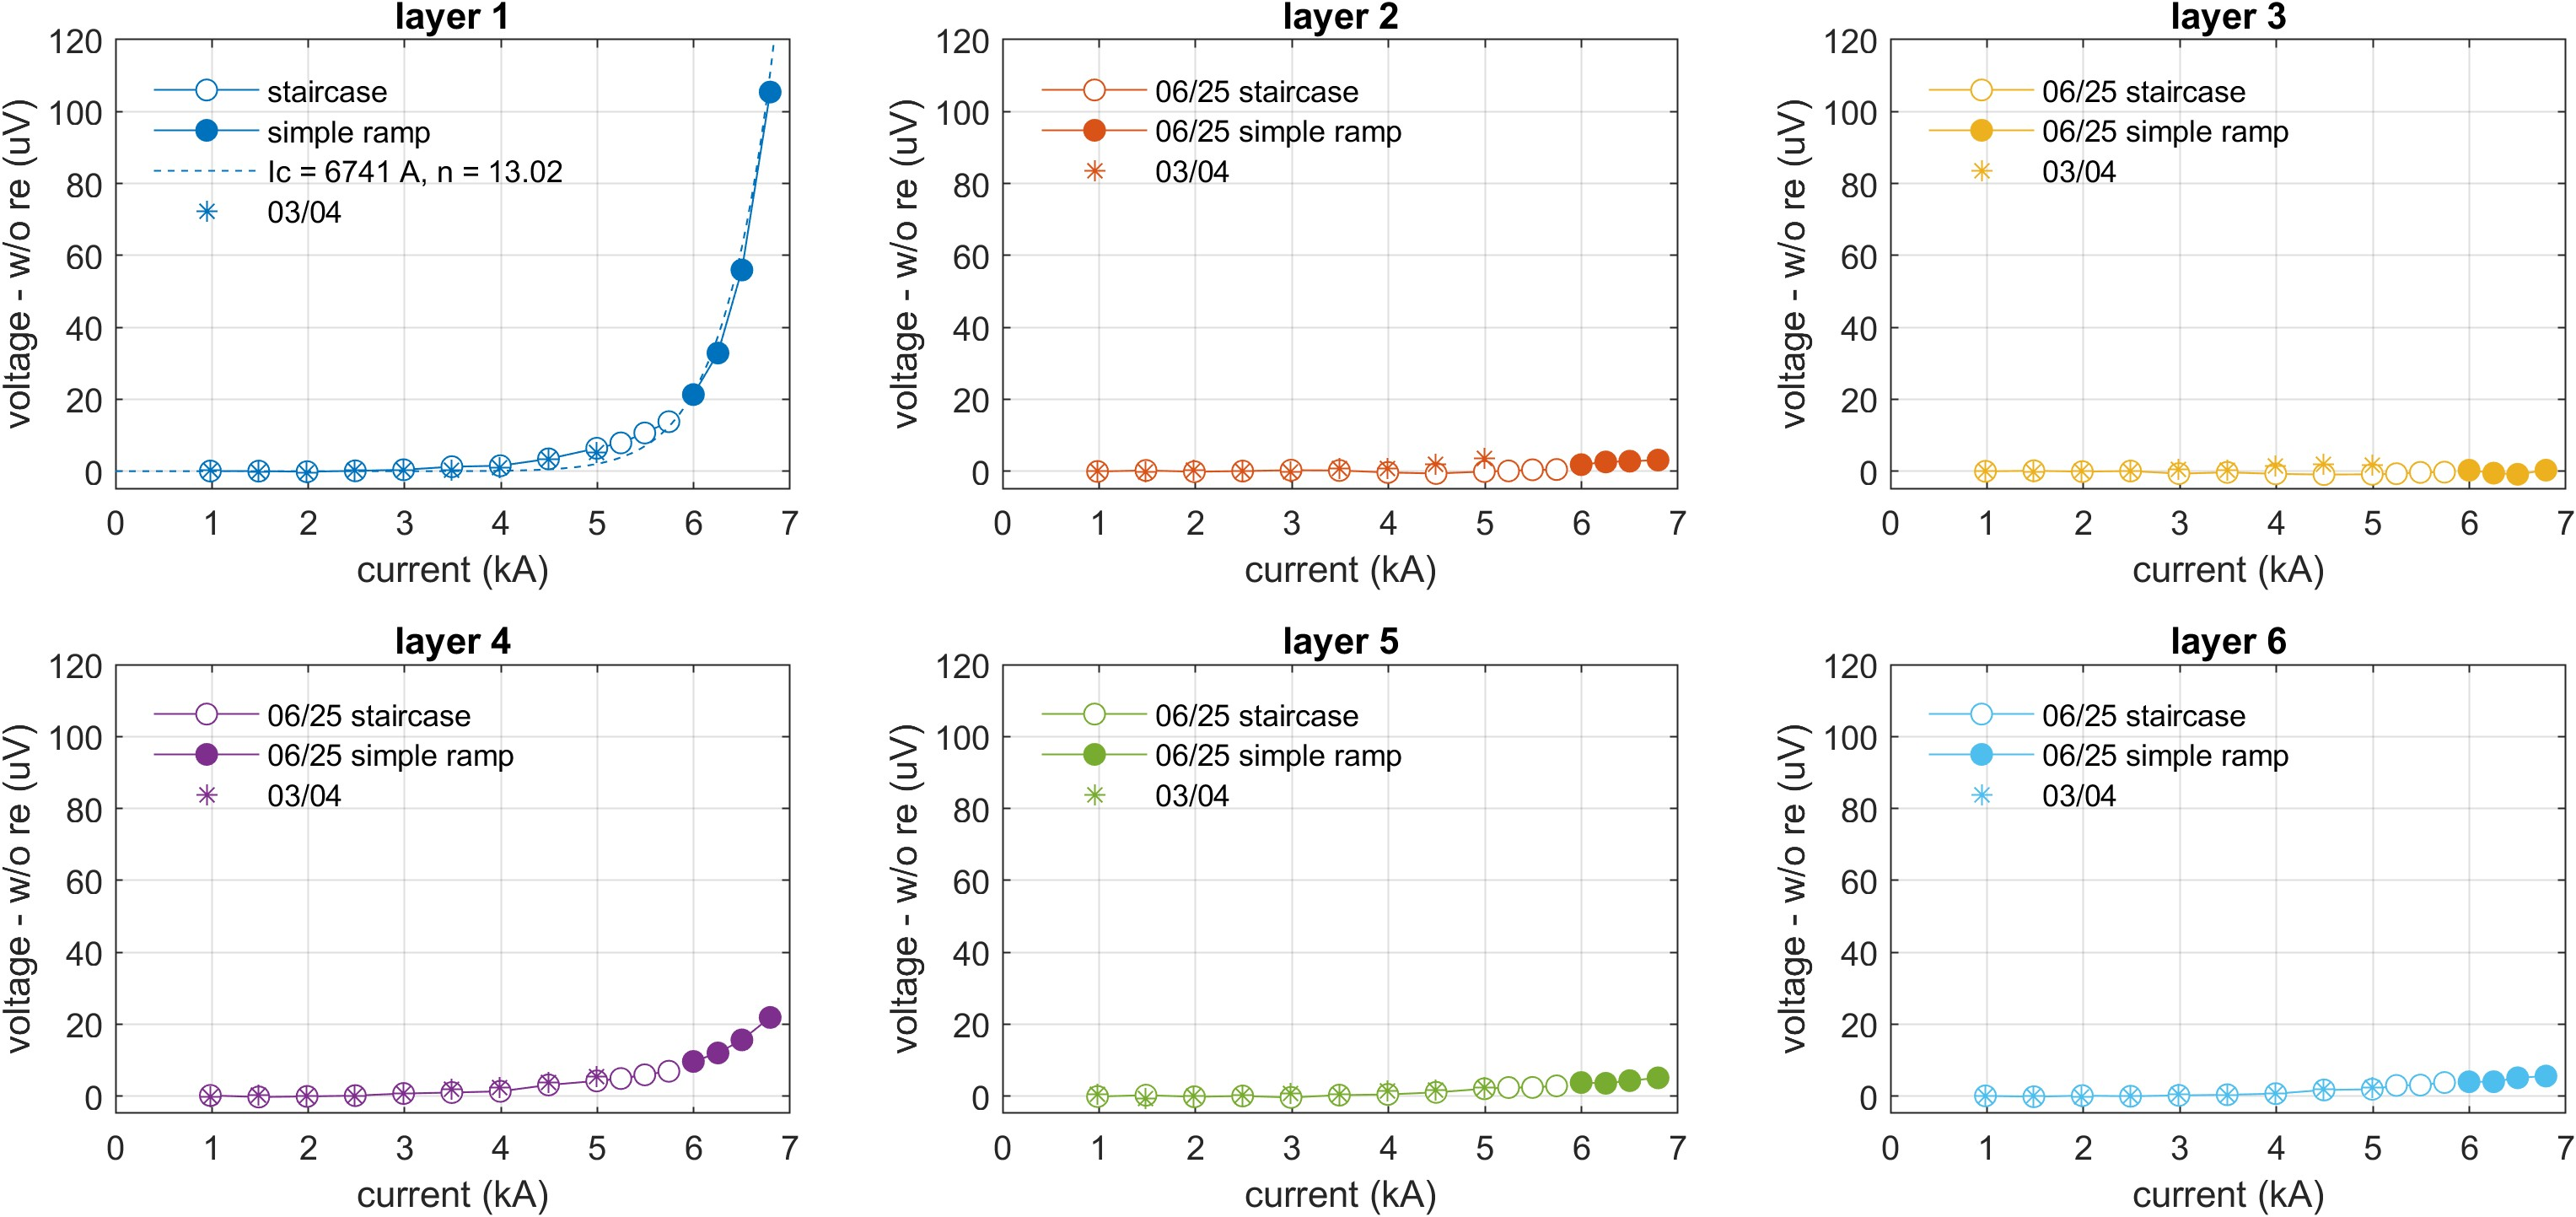 layer 1
120
100
80
60
40
20
0
voltage - w/o re (uV)
staircase
simple ramp
Ic = 6741 A, n = 13.02
03/04
0 1 2 3 4 5 6 7
current (kA)
layer 2
120
100
80
60
40
20
0
voltage - w/o re (uV)
06/25 staircase
06/25 simple ramp
03/04
0 1 2 3 4 5 6 7
current (kA)
layer 3
120
100
80
60
40
20
0
voltage - w/o re (uV)
06/25 staircase
06/25 simple ramp
03/04
0 1 2 3 4 5 6 7
current (kA)
layer 4
120
100
80
60
40
20
0
voltage - w/o re (uV)
06/25 staircase
06/25 simple ramp
03/04
0 1 2 3 4 5 6 7
current (kA)
layer 5
120
100
80
60
40
20
0
voltage - w/o re (uV)
06/25 staircase
06/25 simple ramp
03/04
0 1 2 3 4 5 6 7
current (kA)
layer 6
120
100
80
60
40
20
0
voltage - w/o re (uV)
06/25 staircase
06/25 simple ramp
03/04
0 1 2 3 4 5 6 7
current (kA)